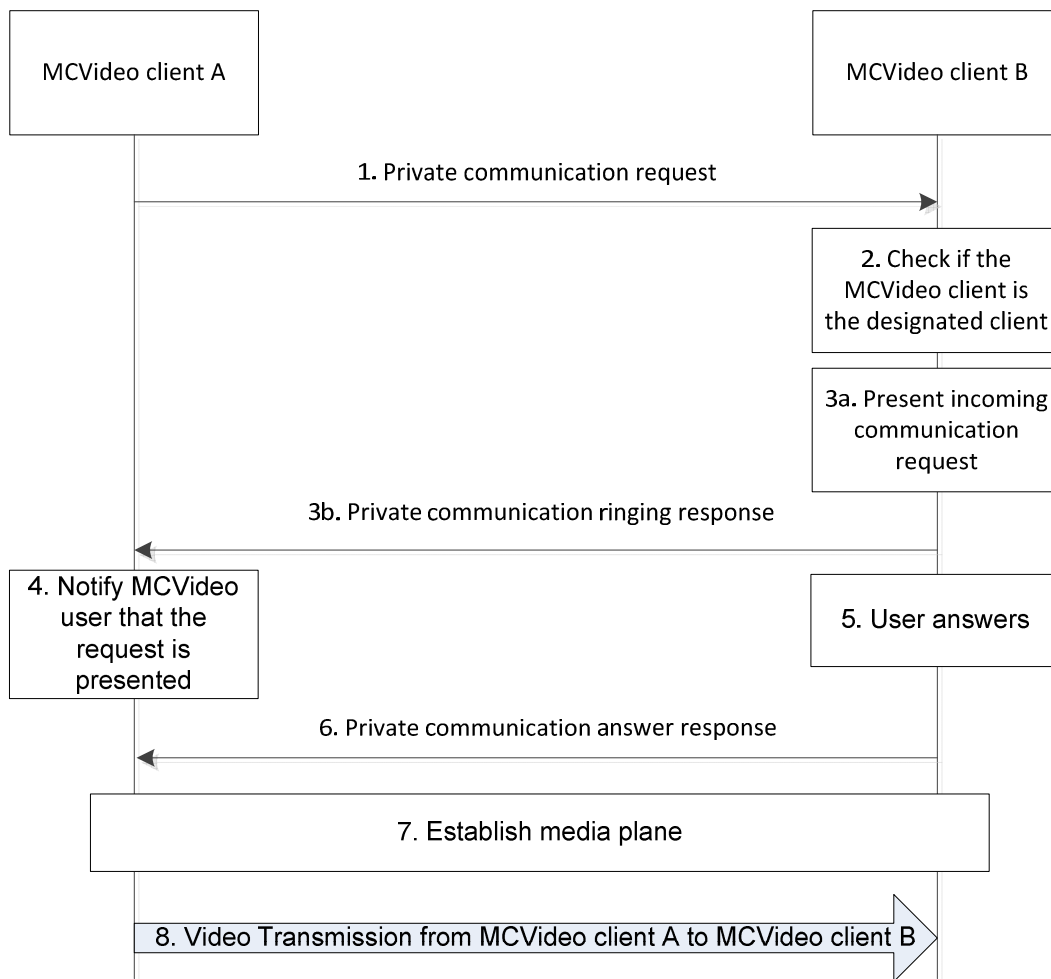 MCVideo client A
MCVideo client B
1. Private communication request
2. Check if the
MCVideo client is
the designated client
3a. Present incoming
communication
request
3b. Private communication ringing response
4. Notify MCVideo
user that the
request is
presented
5. User answers
6. Private communication answer response
7. Establish media plane
8. Video Transmission from MCVideo client A to MCVideo client B